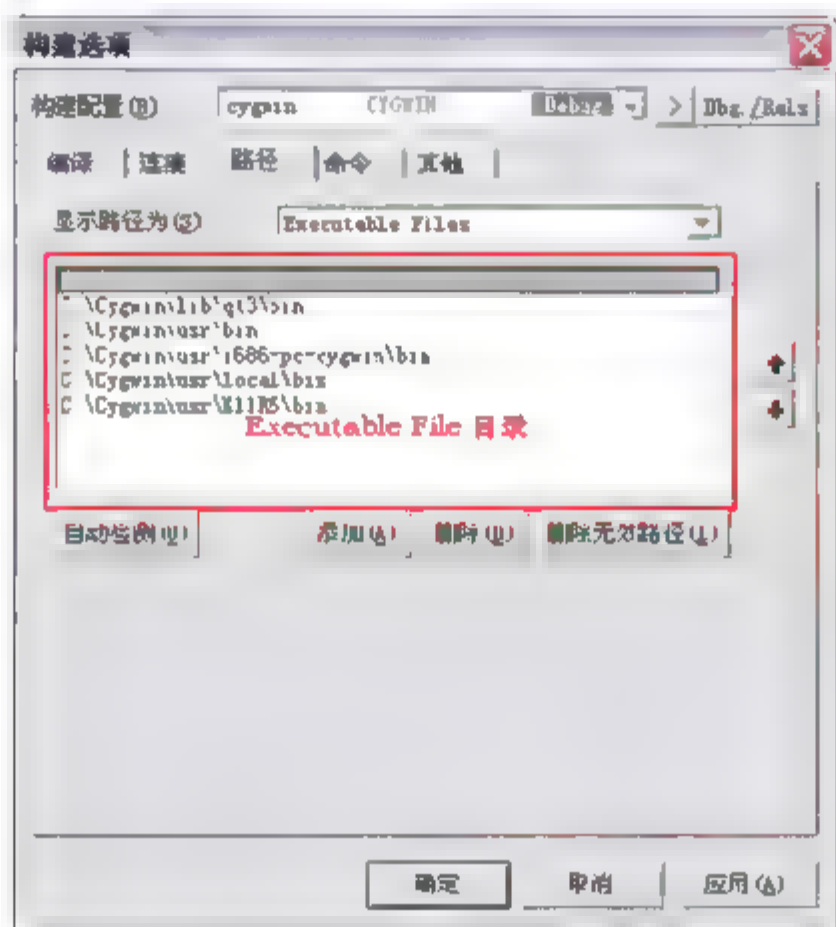 构建选项
构建配置(B) cygwin CYGWIN Debug > Dbg./Rels
编译 连接 路径 命令 其他
显示路径为(S) Executable Files
\Cygwin\lib\qt3\bin
\Cygwin\usr\bin
\Cygwin\usr\i686-pc-cygwin\bin
C \Cygwin\usr\local\bin
C \Cygwin\usr\X11R6\bin
Executable File 目录
自动检测(U) 添加(A) 删除(D) 删除无效路径(I)
确定 取消 应用(A)